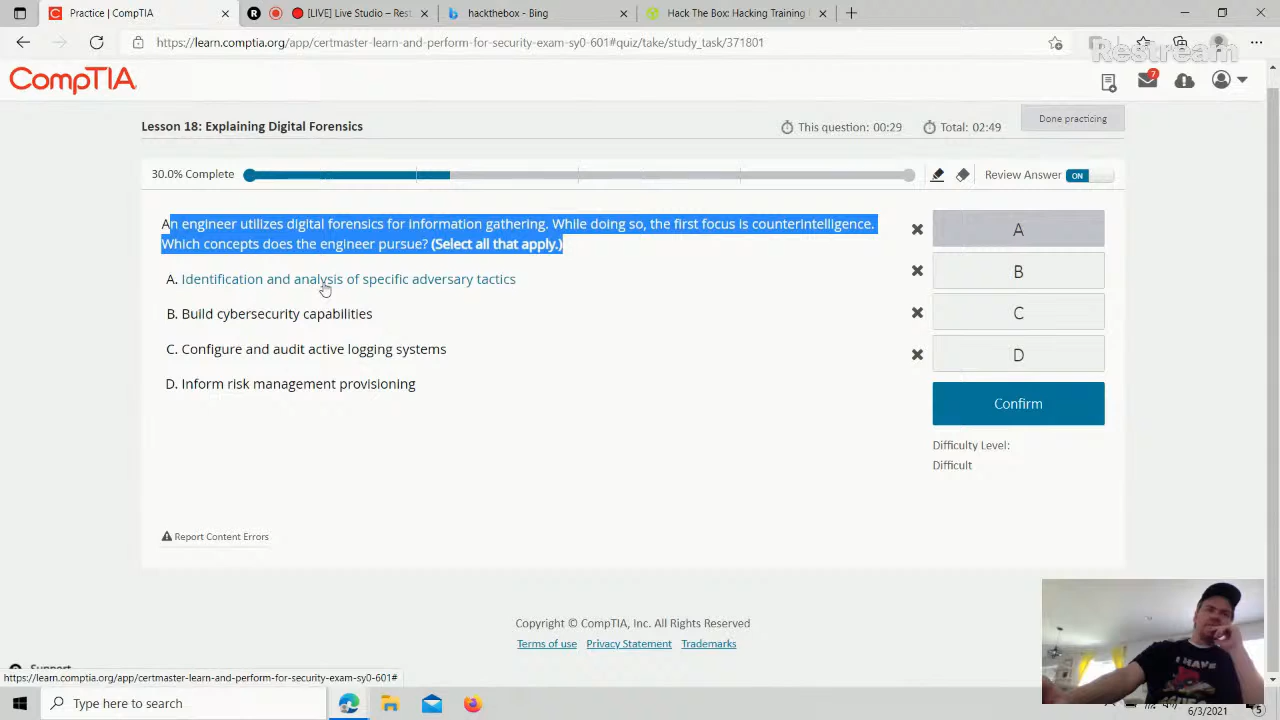 Practice | CompTIA
[LIVE] Live Studio – Rest
hackthebox - Bing
Hack The Box: Hacking Training F
https://learn.comptia.org/app/certmaster-learn-and-perform-for-security-exam-sy0-601#quiz/take/study_task/371801
Restream
CompTIA
7
Lesson 18: Explaining Digital Forensics
This question: 00:29
Total: 02:49
Done practicing
30.0% Complete
Review Answer
ON
An engineer utilizes digital forensics for information gathering. While doing so, the first focus is counterintelligence.
Which concepts does the engineer pursue? (Select all that apply.)
A. Identification and analysis of specific adversary tactics
B. Build cybersecurity capabilities
C. Configure and audit active logging systems
D. Inform risk management provisioning
A
B
C
D
Confirm
Difficulty Level:
Difficult
Report Content Errors
Copyright © CompTIA, Inc. All Rights Reserved
Terms of use
Privacy Statement
Trademarks
Support
https://learn.comptia.org/app/certmaster-learn-and-perform-for-security-exam-sy0-601#
I HAVE
Type here to search
6/3/2021
5